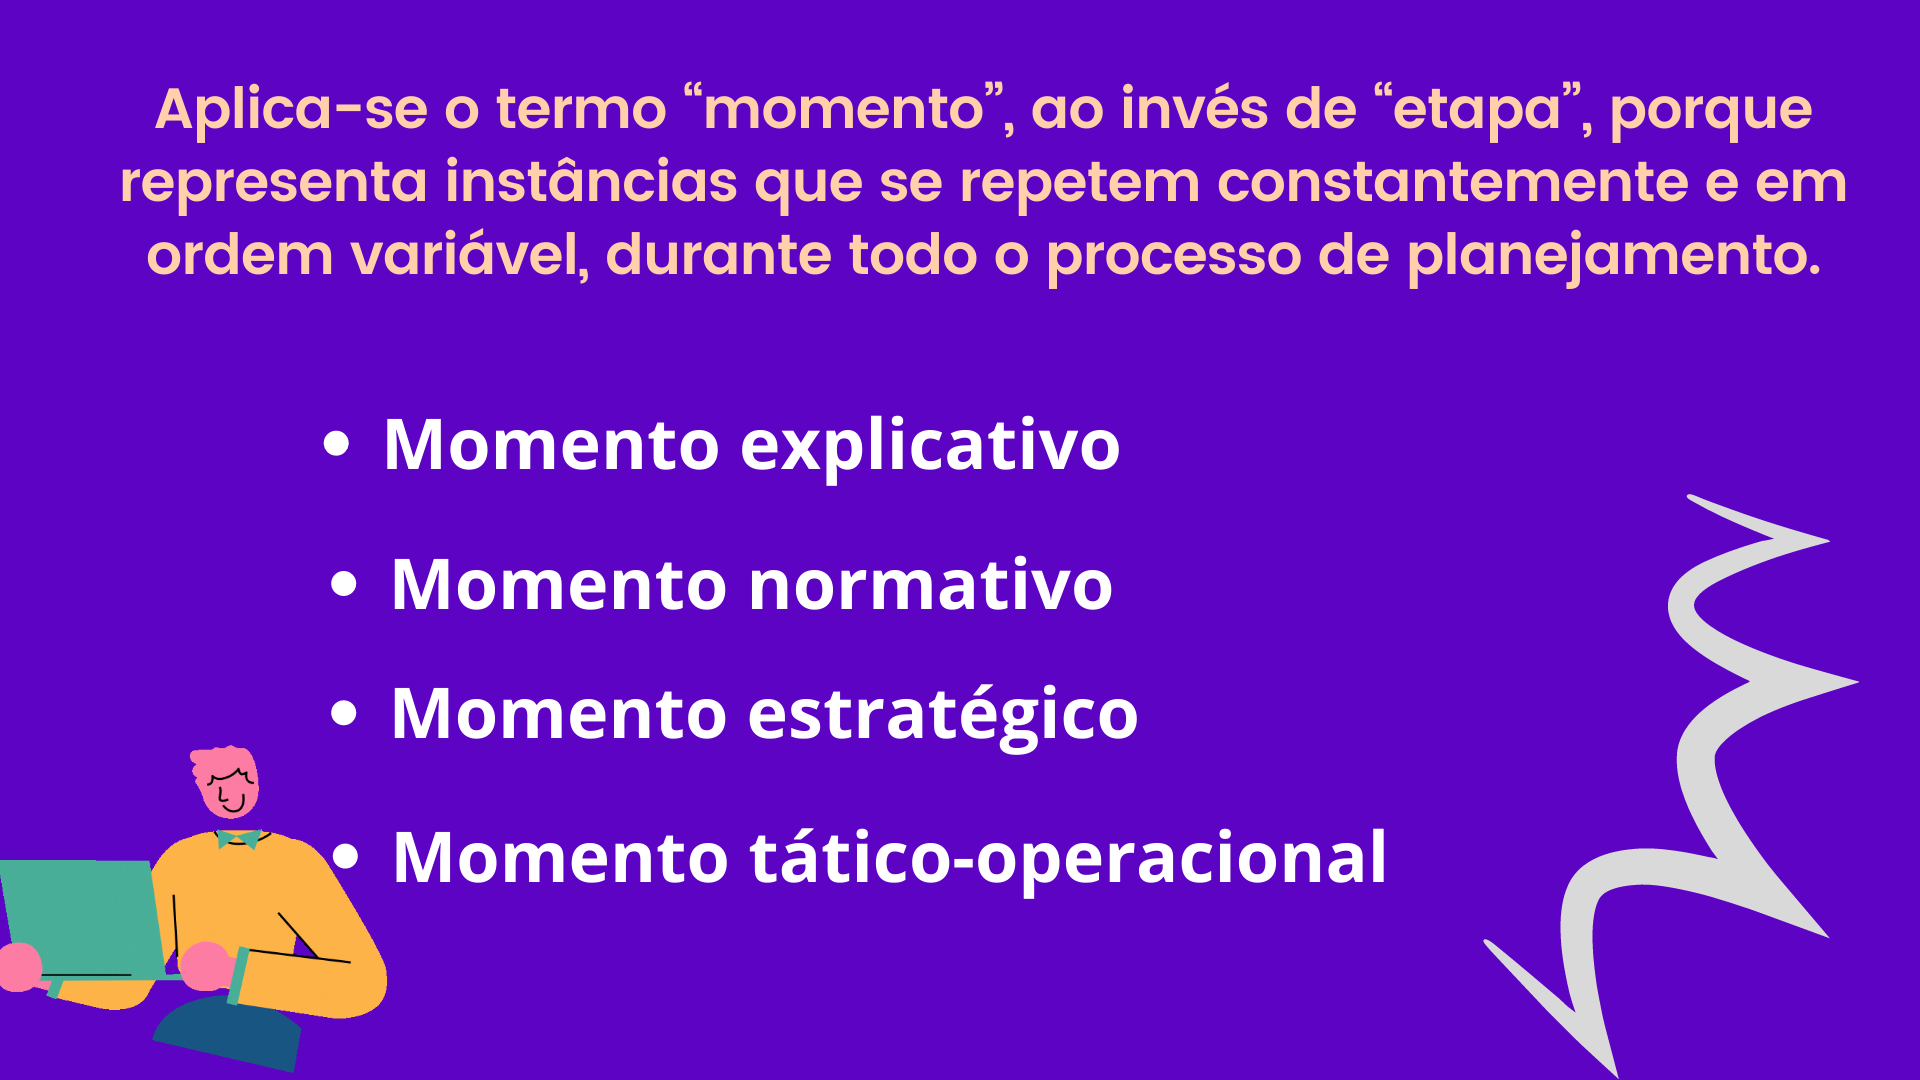 Aplica-se o termo “momento”, ao invés de “etapa”, porque
representa instâncias que se repetem constantemente e em
ordem variável, durante todo o processo de planejamento.
• Momento explicativo
• Momento normativo
• Momento estratégico
• Momento tático-operacional